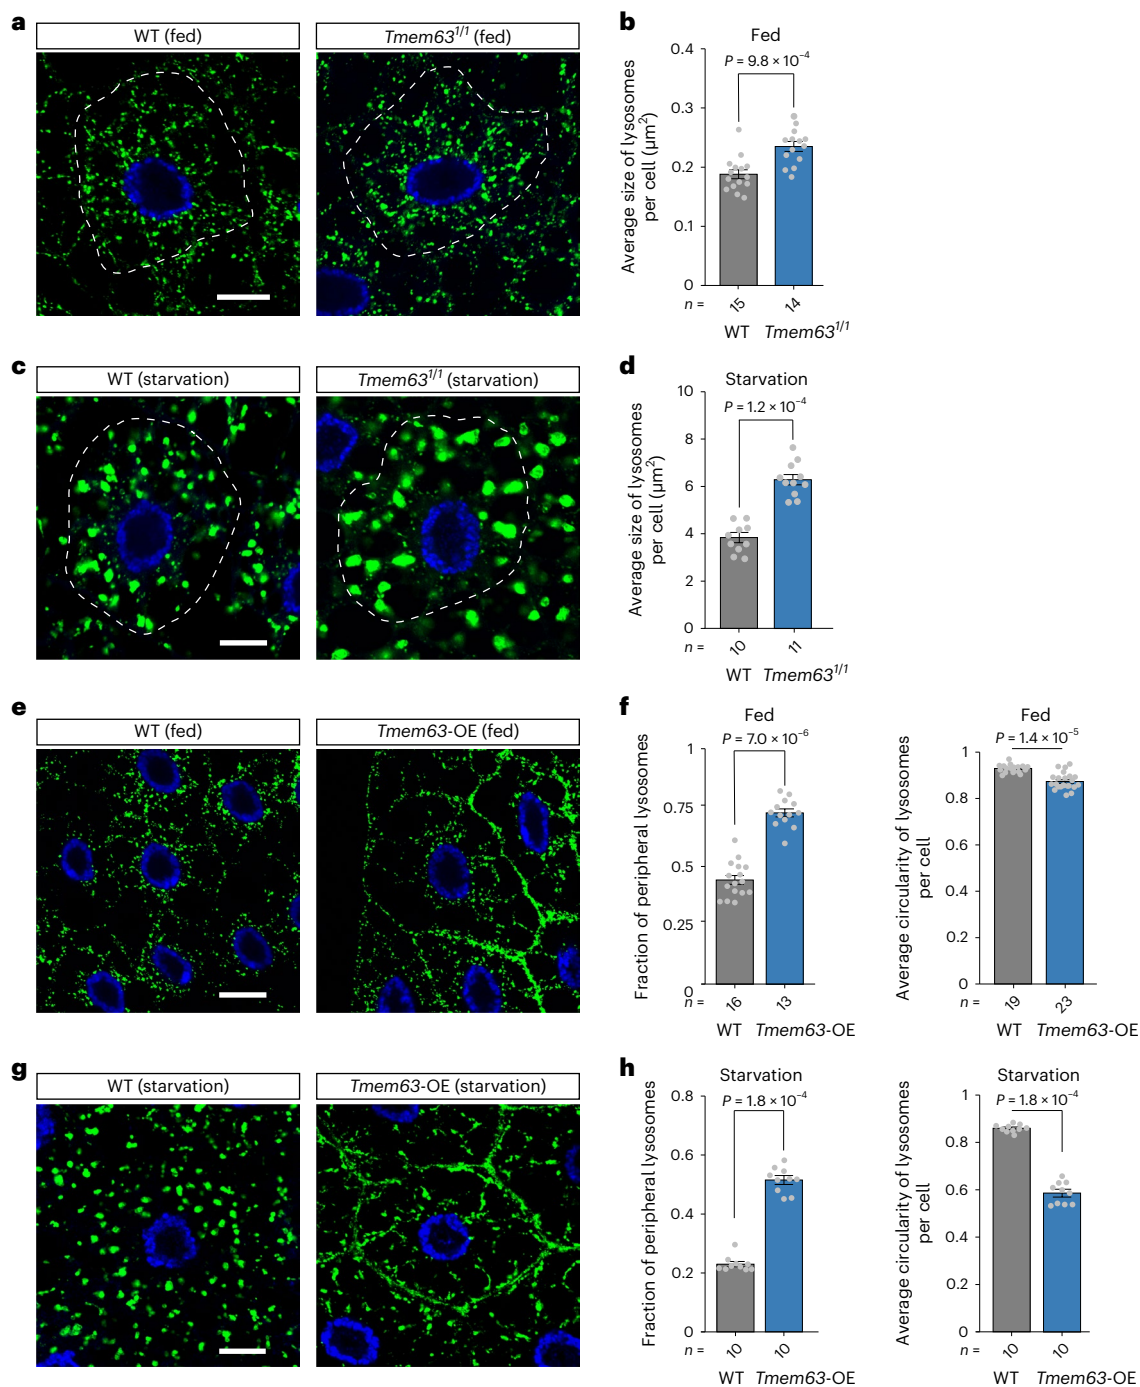 a
WT (fed)
Tmem63¹/¹ (fed)
b
Fed
P = 9.8 × 10⁻⁴
Average size of lysosomes
per cell (µm²)
0.4
0.3
0.2
0.1
0
n =
15
14
WT
Tmem63¹/¹
c
WT (starvation)
Tmem63¹/¹ (starvation)
d
Starvation
P = 1.2 × 10⁻⁴
Average size of lysosomes
per cell (µm²)
10
8
6
4
2
0
n =
10
11
WT
Tmem63¹/¹
e
WT (fed)
Tmem63-OE (fed)
f
Fed
P = 7.0 × 10⁻⁶
Fraction of peripheral lysosomes
1
0.75
0.5
0.25
0
n =
16
13
WT
Tmem63-OE
Fed
P = 1.4 × 10⁻⁵
Average circularity of lysosomes
per cell
1
0.8
0.6
0.4
0.2
0
n =
19
23
WT
Tmem63-OE
g
WT (starvation)
Tmem63-OE (starvation)
h
Starvation
P = 1.8 × 10⁻⁴
Fraction of peripheral lysosomes
0.8
0.6
0.4
0.2
0
n =
10
10
WT
Tmem63-OE
Starvation
P = 1.8 × 10⁻⁴
Average circularity of lysosomes
per cell
1
0.8
0.6
0.4
0.2
0
n =
10
10
WT
Tmem63-OE